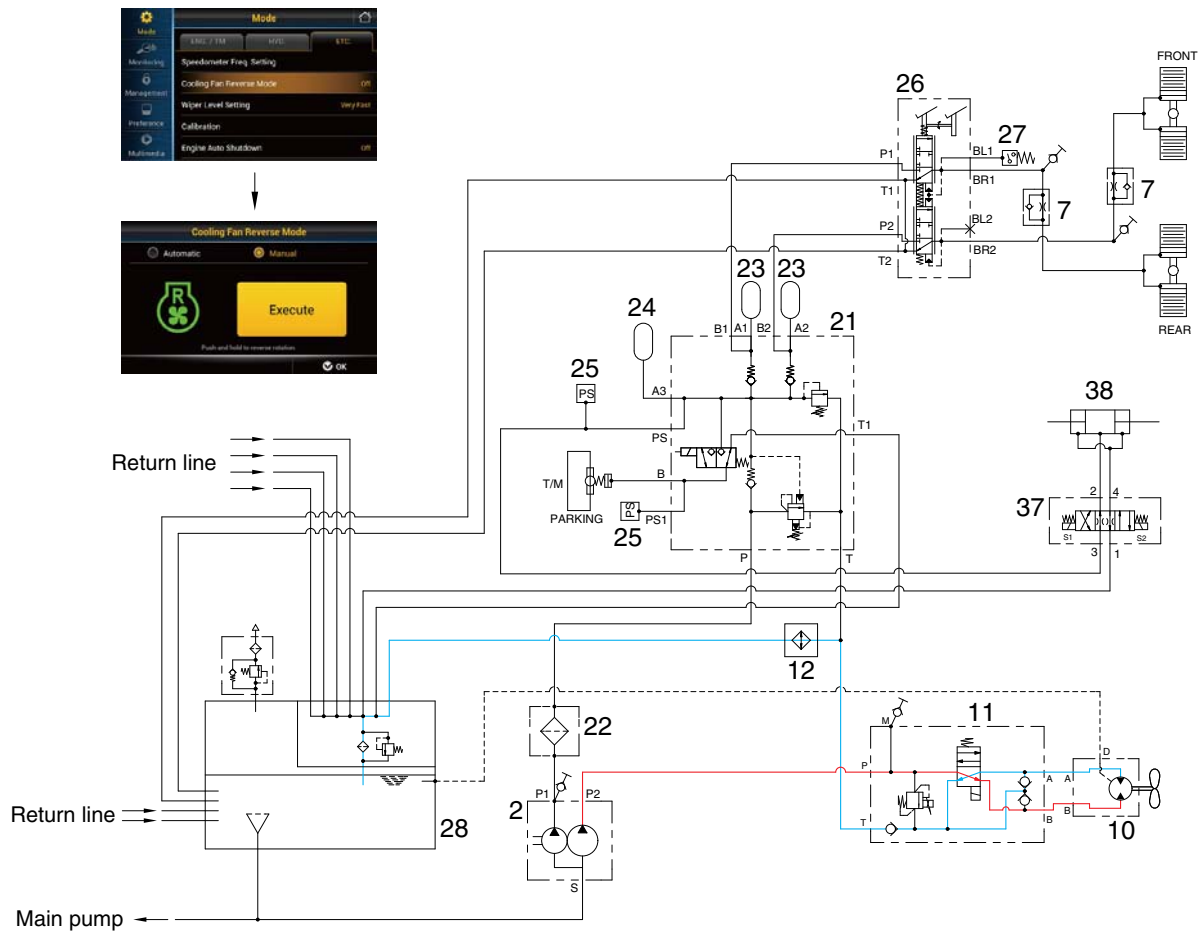 Mode
Mode
ENG. / TM
HYD.
ETC.
Monitoring
Speedometer Freq. Setting
Cooling Fan Reverse Mode
Off
Management
Wiper Level Setting
Very Fast
Preference
Calibration
Multimedia
Engine Auto Shutdown
Off
Cooling Fan Reverse Mode
Automatic
Manual
R
Execute
Push and hold to reverse rotation.
OK
FRONT
26
27
P1
BL1
T1
BR1
7
7
BL2
P2
T2
BR2
REAR
23
23
24
21
B1
A1
B2
A2
25
PS
A3
38
PS
T1
Return line
T/M
B
PARKING
PS
PS1
25
2
4
37
S1
S2
3
1
P
T
12
22
M
11
D
P
A
A
B
B
T
10
P1
P2
2
S
Return line
28
Main pump